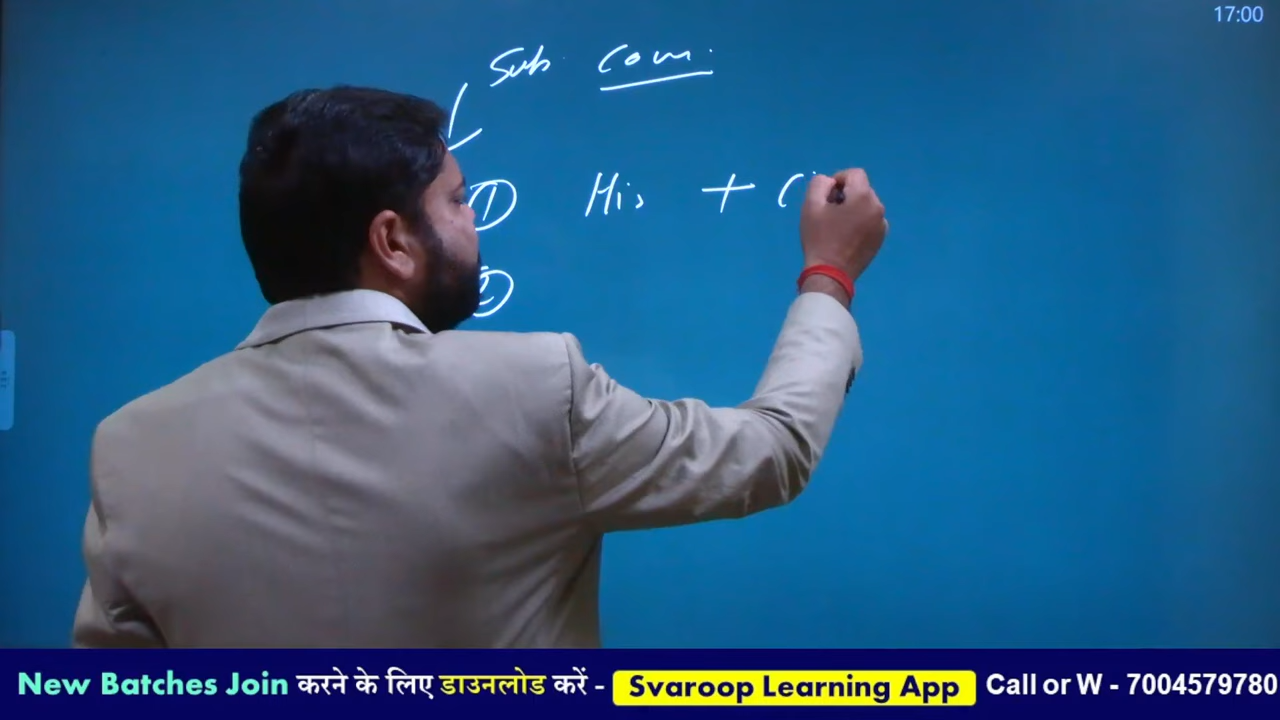 17:00
Sub. Com.
① His + Ci
②
New Batches Join करने के लिए डाउनलोड करें - Svaroop Learning App Call or W - 7004579780